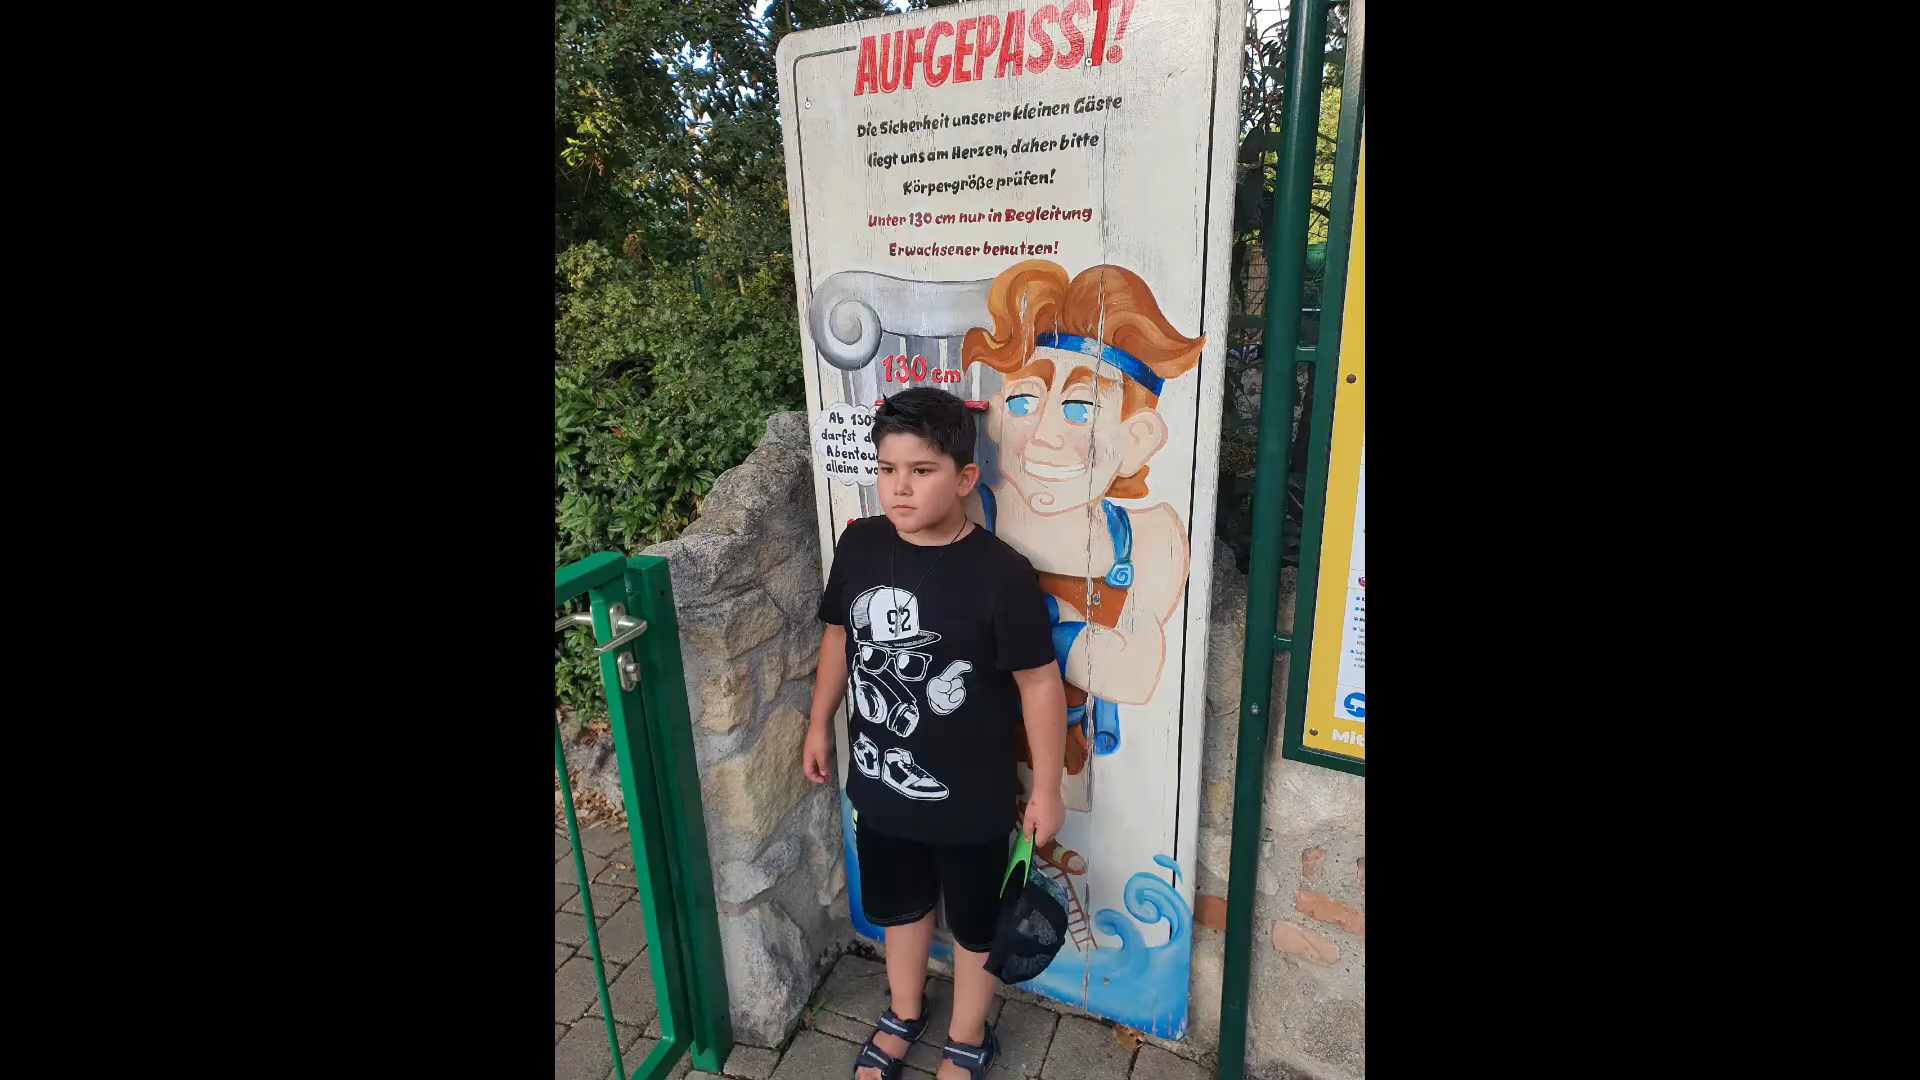 AUFGEPASST!
Die Sicherheit unserer kleinen Gäste
liegt uns am Herzen, daher bitte
Körpergröße prüfen!
Unter 130 cm nur in Begleitung
Erwachsener benutzen!
130 cm
Ab 130
darfst
alleine
92
Mit